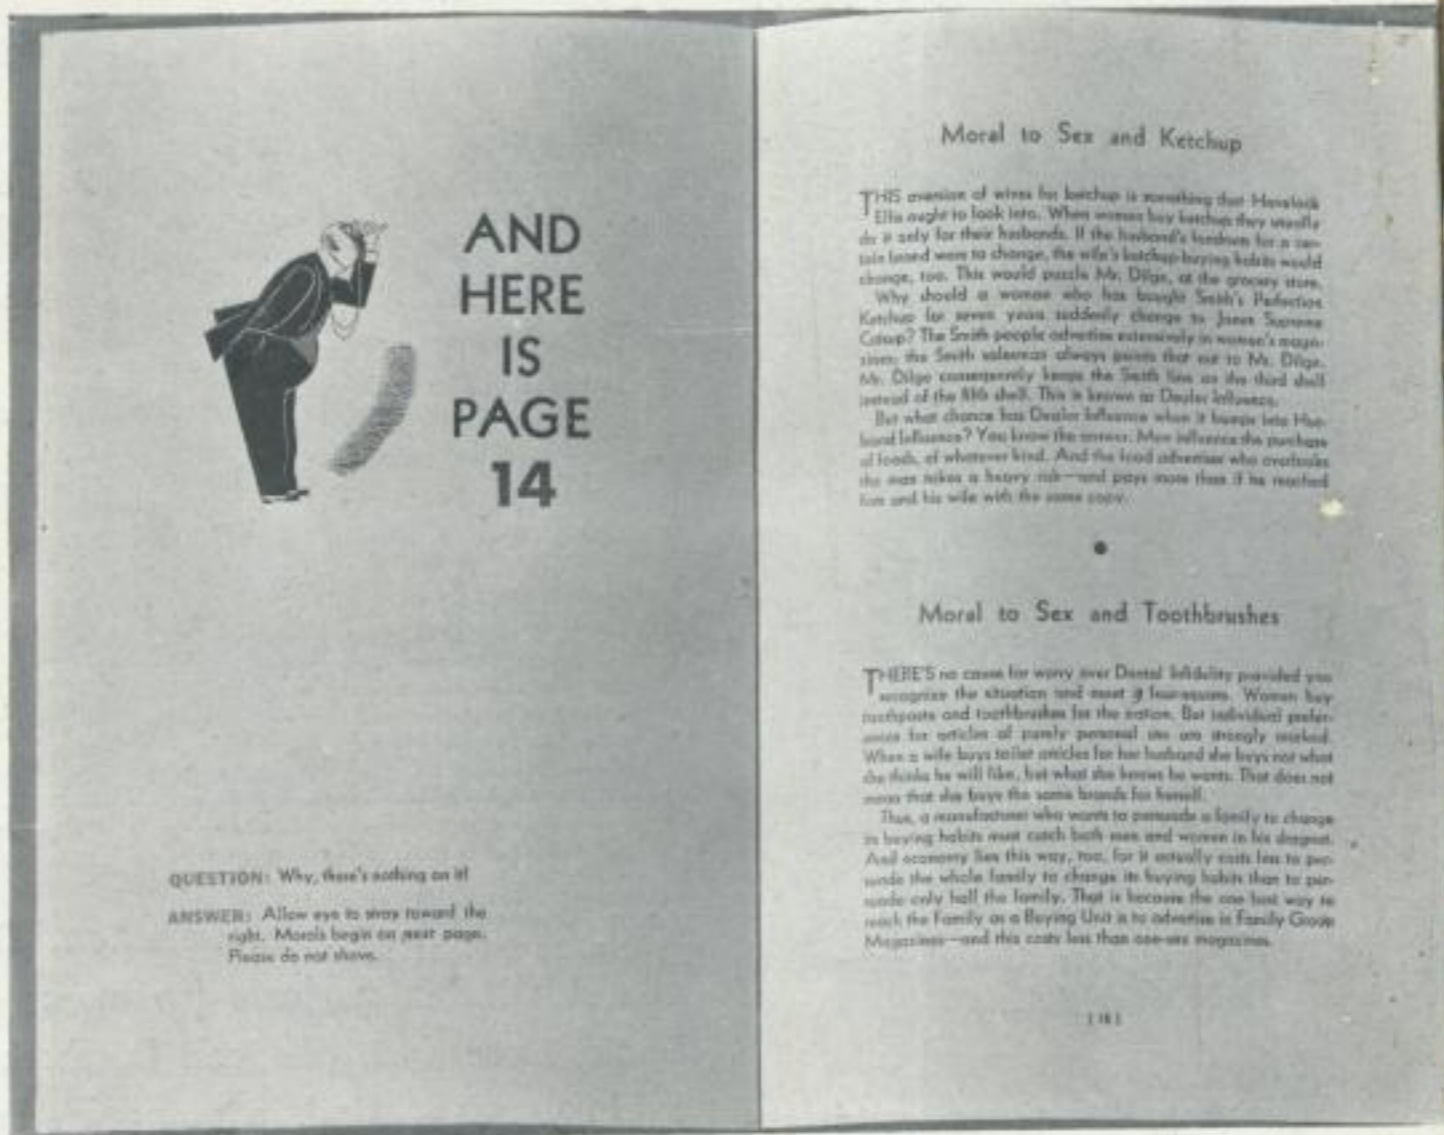 AND
HERE
IS
PAGE
14
QUESTION: Why, there's nothing on it!
ANSWER: Allow eye to stray toward the
right. Morals begin on next page.
Please do not shove.
Moral to Sex and Ketchup
THIS aversion of wives for ketchup is something that Havelock
Ellis ought to look into. When women buy ketchup they usually
do it only for their husbands. If the husband's fondness for a cer-
tain brand were to change, the wife's ketchup-buying habits would
change, too. This would puzzle Mr. Dilge, at the grocery store.
Why should a woman who has bought Smith's Perfection
Ketchup for seven years suddenly change to Jones Supreme
Catsup? The Smith people advertise extensively in women's maga-
zines; the Smith salesman always points that out to Mr. Dilge.
Mr. Dilge consequently keeps the Smith line on the third shelf
instead of the fifth shelf. This is known as Dealer Influence.
But what chance has Dealer Influence when it bumps into Hus-
band Influence? You know the answer. Men influence the purchase
of foods, of whatever kind. And the food advertiser who overlooks
the man takes a heavy risk—and pays more than if he reached
him and his wife with the same copy.
Moral to Sex and Toothbrushes
THERE'S no cause for worry over Dental Infidelity provided you
recognize the situation and meet it four-square. Women buy
toothpaste and toothbrushes for the nation. But individual prefer-
ences for articles of purely personal use are strongly marked.
When a wife buys toilet articles for her husband she buys not what
she thinks he will like, but what she knows he wants. That does not
mean that she buys the same brands for herself.
Thus, a manufacturer who wants to persuade a family to change
its buying habits must catch both men and women in his dragnet.
And economy lies this way, too, for it actually costs less to per-
suade the whole family to change its buying habits than to per-
suade only half the family. That is because the one best way to
reach the Family as a Buying Unit is to advertise in Family Group
Magazines—and this costs less than one-sex magazines.